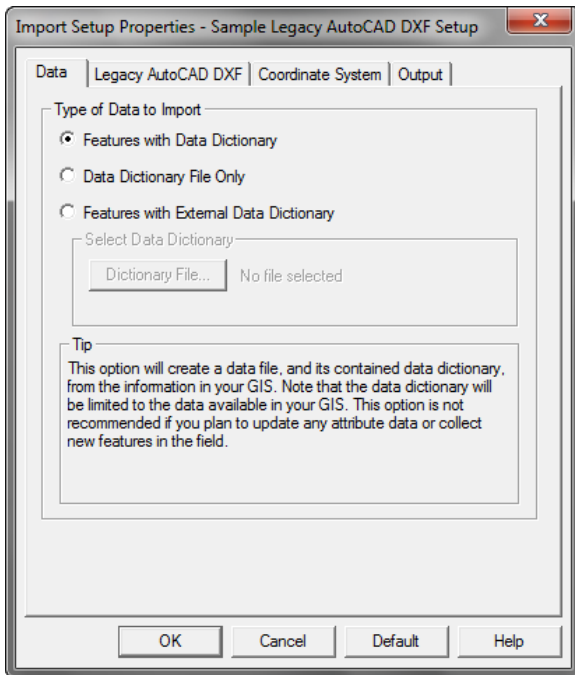 Import Setup Properties - Sample Legacy AutoCAD DXF Setup
Data
Legacy AutoCAD DXF
Coordinate System
Output
Type of Data to Import
Features with Data Dictionary
Data Dictionary File Only
Features with External Data Dictionary
Select Data Dictionary
Dictionary File...
No file selected
Tip
This option will create a data file, and its contained data dictionary,
from the information in your GIS. Note that the data dictionary will
be limited to the data available in your GIS. This option is not
recommended if you plan to update any attribute data or collect
new features in the field.
OK
Cancel
Default
Help